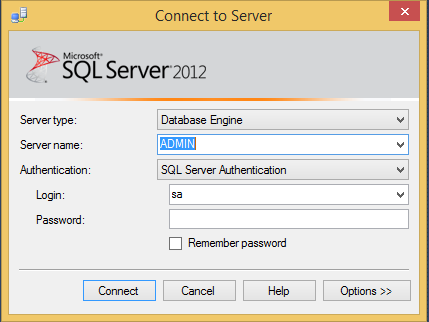 Connect to Server
Microsoft
SQL Server 2012
Server type: Database Engine
Server name: ADMIN
Authentication: SQL Server Authentication
Login: sa
Password:
Remember password
Connect Cancel Help Options >>